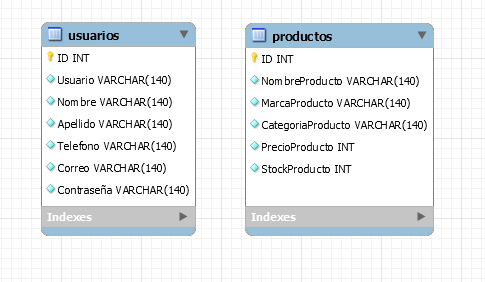 usuarios
ID INT
Usuario VARCHAR(140)
Nombre VARCHAR(140)
Apellido VARCHAR(140)
Telefono VARCHAR(140)
Correo VARCHAR(140)
Contraseña VARCHAR(140)
Indexes
productos
ID INT
NombreProducto VARCHAR(140)
MarcaProducto VARCHAR(140)
CategoriaProducto VARCHAR(140)
PrecioProducto INT
StockProducto INT
Indexes